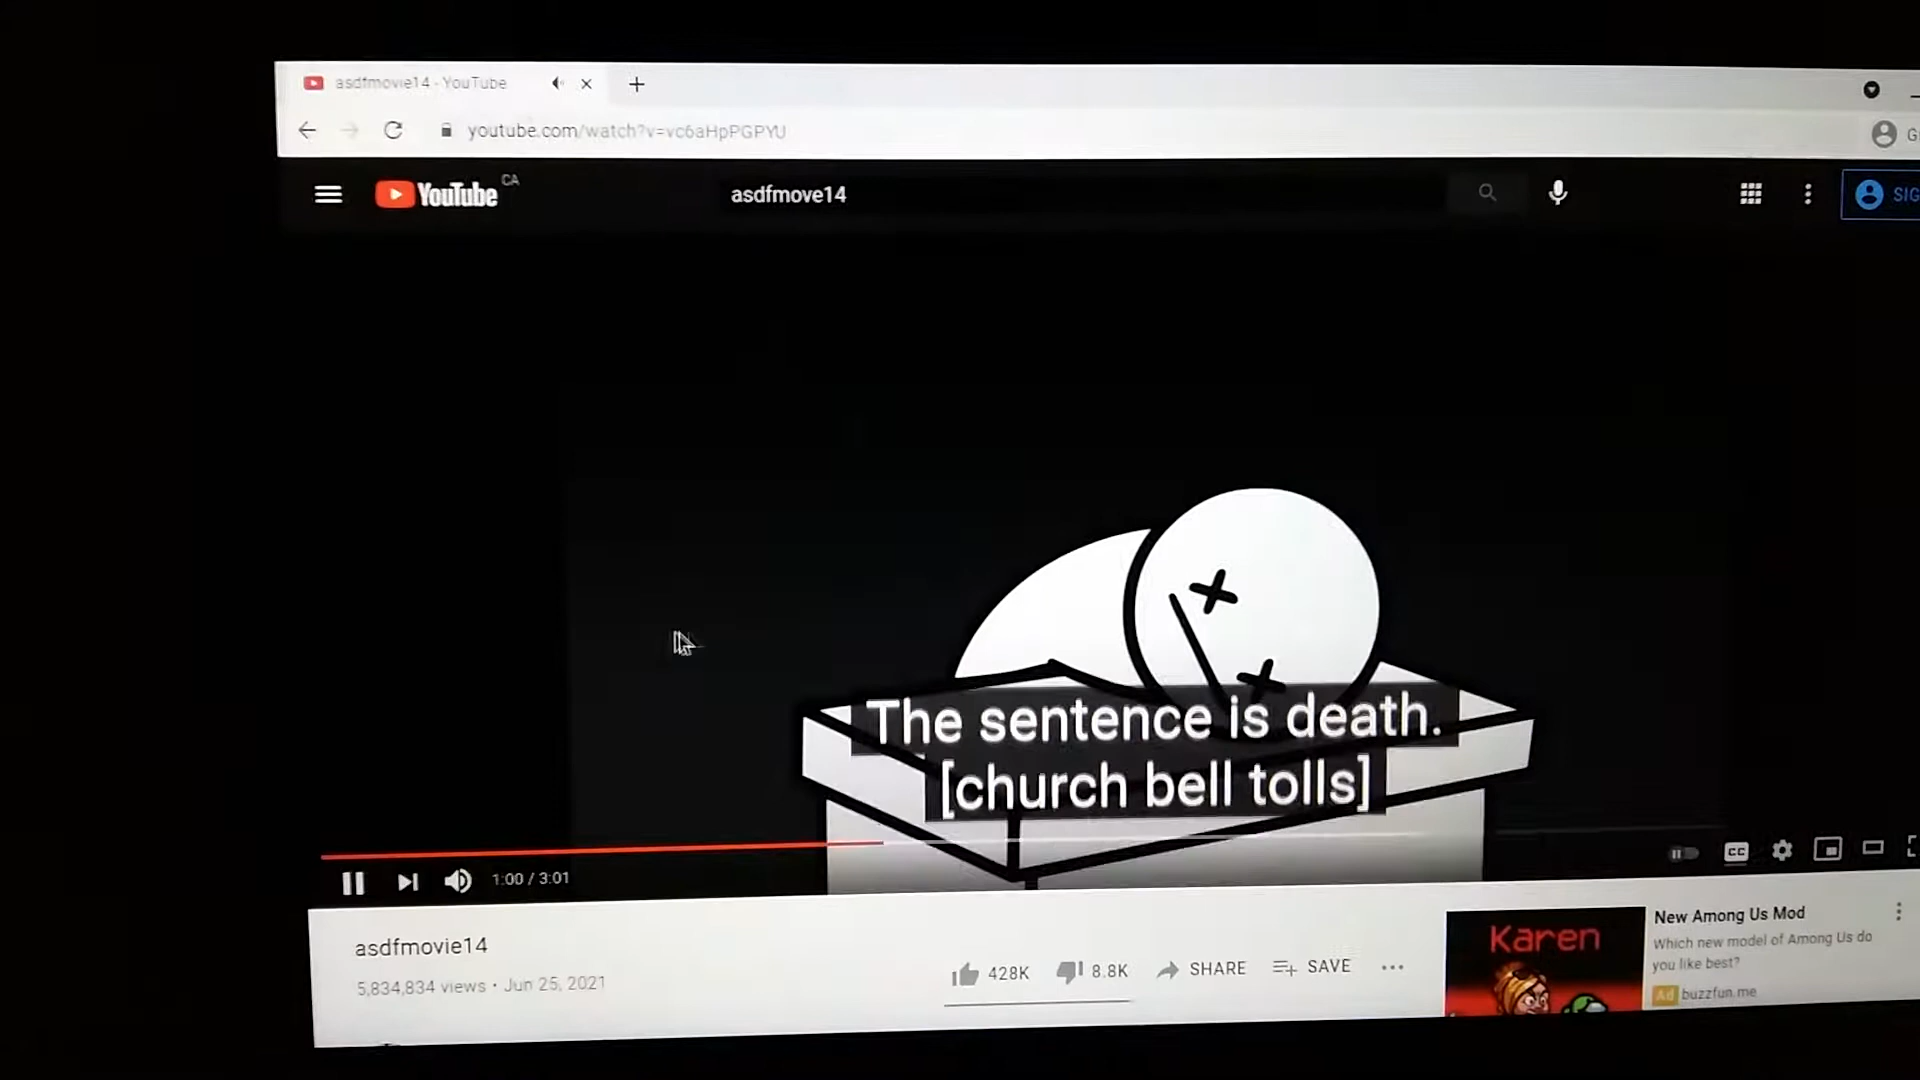 asdfmovie14 - YouTube
youtube.com/watch?v=vc6aHpPGPYU
YouTube CA
asdfmove14
The sentence is death.
[church bell tolls]
CC
1:00 / 3:01
asdfmovie14
5,834,834 views • Jun 25, 2021
428K
8.8K
SHARE
SAVE
Karen
New Among Us Mod
Which new model of Among Us do
you like best?
Ad buzzfun.me